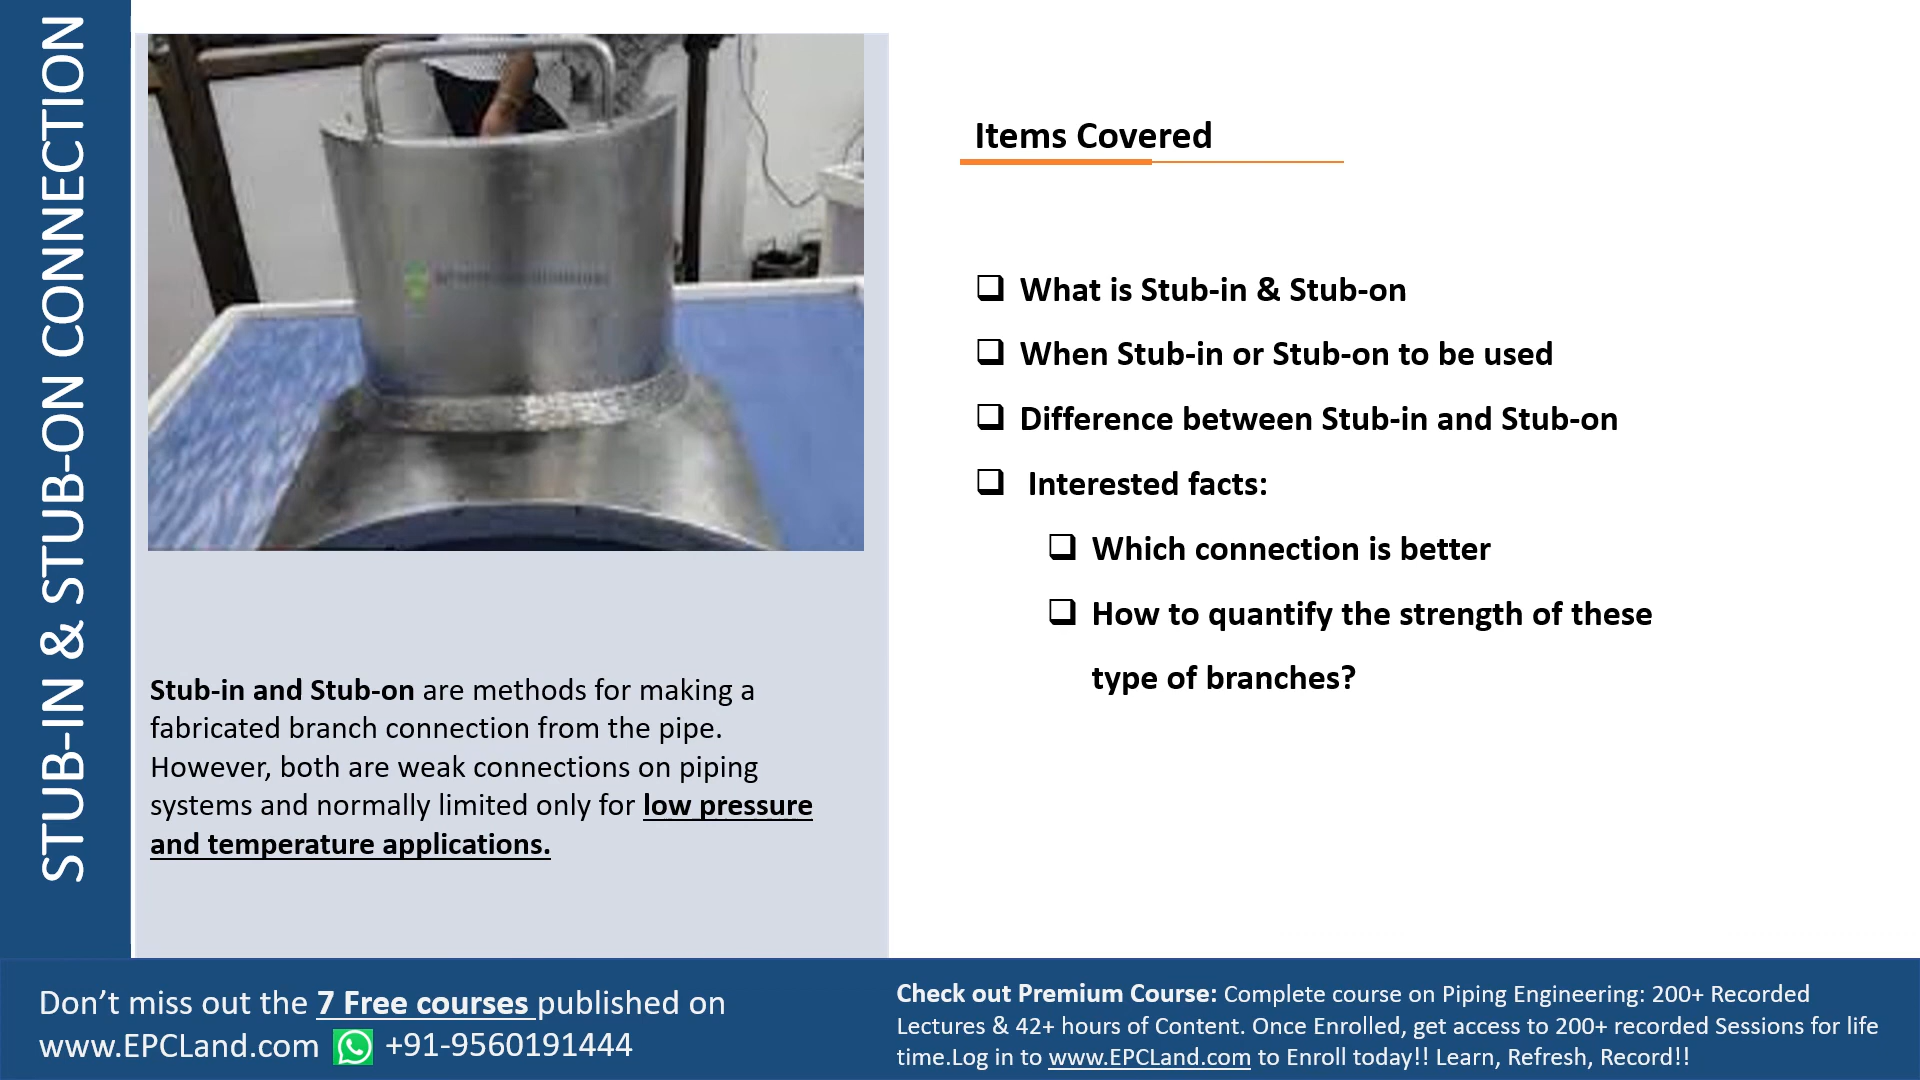 STUB-IN & STUB-ON CONNECTION
Stub-in and Stub-on are methods for making a
fabricated branch connection from the pipe.
However, both are weak connections on piping
systems and normally limited only for low pressure
and temperature applications.
Items Covered
What is Stub-in & Stub-on
When Stub-in or Stub-on to be used
Difference between Stub-in and Stub-on
Interested facts:
Which connection is better
How to quantify the strength of these
type of branches?
Don’t miss out the 7 Free courses published on
www.EPCLand.com +91-9560191444
Check out Premium Course: Complete course on Piping Engineering: 200+ Recorded
Lectures & 42+ hours of Content. Once Enrolled, get access to 200+ recorded Sessions for life
time.Log in to www.EPCLand.com to Enroll today!! Learn, Refresh, Record!!